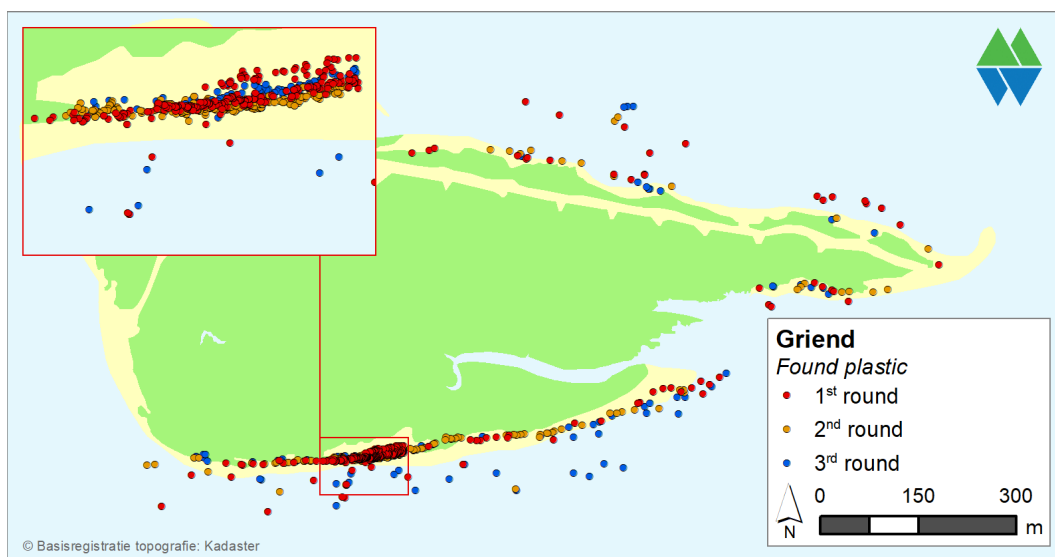 Griend
Found plastic
1st round
2nd round
3rd round
0 150 300
m
N
© Basisregistratie topografie: Kadaster